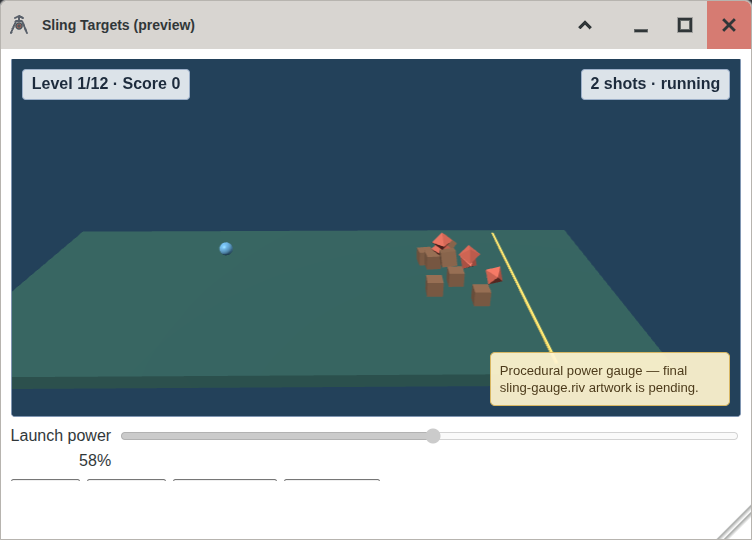 Sling Targets (preview)
Level 1/12 · Score 0
2 shots · running
Procedural power gauge — final
sling-gauge.riv artwork is pending.
Launch power
58%